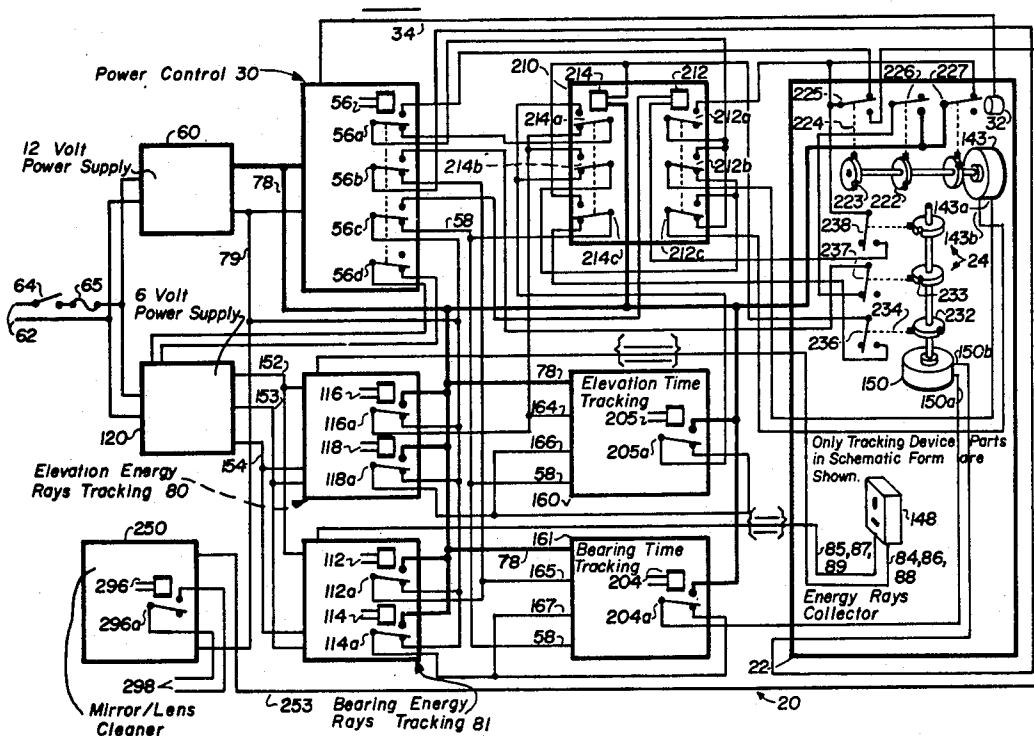 34
Power Control 30
210
214
212
226
227
56
225
32
60
56a
214a
212a
224
143
12 Volt
Power Supply
78
56b
214b
212b
223
222
143a
56c
58
238
143b
79
214c
212c
24
64
65
56d
237
233
62
6 Volt
Power Supply
234
232
236
152
150
150b
78
Elevation Time
Tracking
150a
116
153
164
205
116a
Only Tracking Device Parts
in Schematic Form are
Shown.
120
118
166
205a
154
118a
58
Elevation Energy
Rays Tracking 80
160
148
250
161
112
78
Bearing Time
Tracking
85, 87,
89
84, 86,
88
296
165
204
112a
Energy Rays
Collector
296a
114
167
204a
114a
58
298
22
253
20
Mirror/Lens
Cleaner
Bearing Energy
Rays Tracking 81